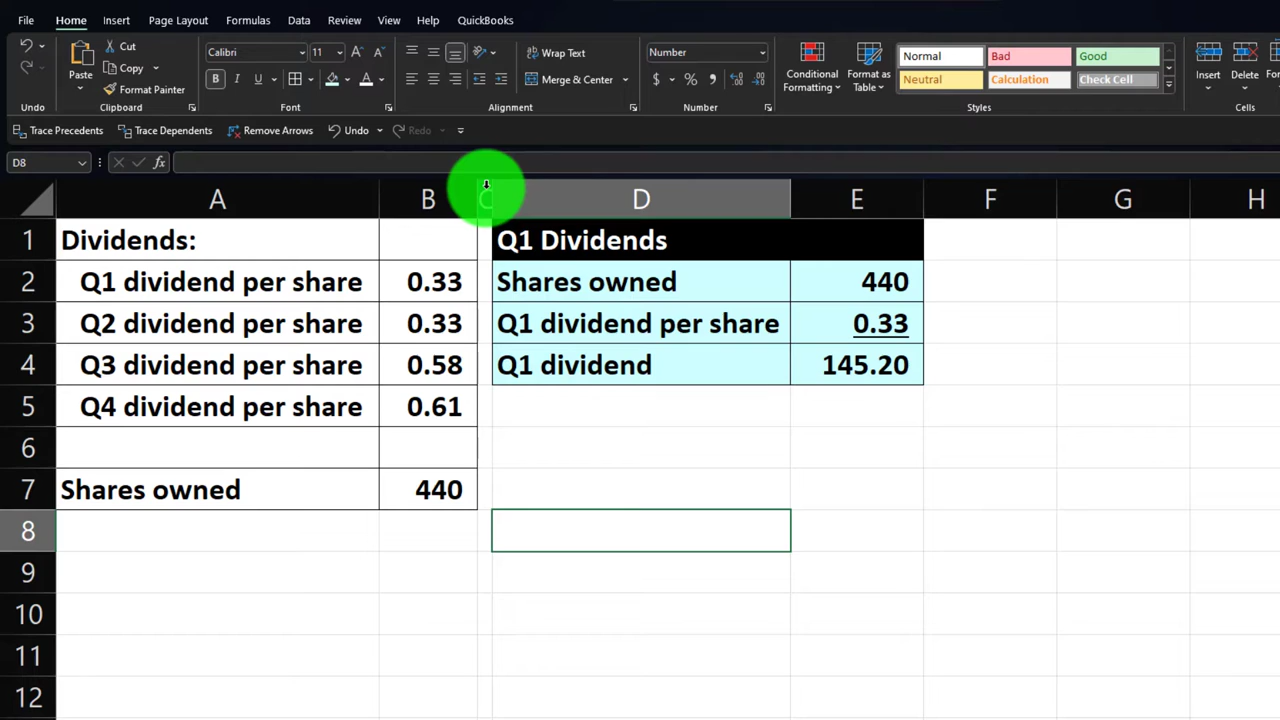 File Home Insert Page Layout Formulas Data Review View Help QuickBooks
Cut Calibri 11 A A Wrap Text Number Normal Bad Good
Paste Copy B I U A Merge & Center $ % 9 Conditional Formatting Format as Table Neutral Calculation Check Cell Insert Delete
Format Painter
Undo Clipboard Font Alignment Number Styles Cells
Trace Precedents Trace Dependents Remove Arrows Undo Redo
D8 fx
A B C D E F G H
1 Dividends: Q1 Dividends
2 Q1 dividend per share 0.33 Shares owned 440
3 Q2 dividend per share 0.33 Q1 dividend per share 0.33
4 Q3 dividend per share 0.58 Q1 dividend 145.20
5 Q4 dividend per share 0.61
6
7 Shares owned 440
8
9
10
11
12